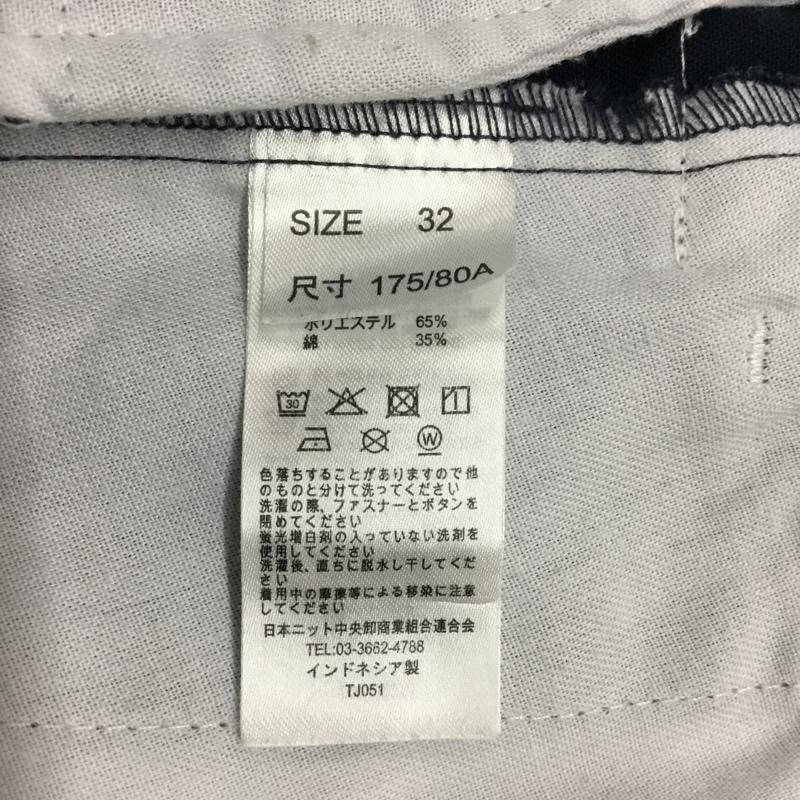 SIZE 32
尺寸 175/80A
ポリエステル 65%
綿 35%
30
W
色落ちすることがありますので他
のものと分けて洗ってください
洗濯の際、ファスナーとボタンを
閉めてください
蛍光増白剤の入っていない洗剤を
使用してください
洗濯後、直ちに脱水し干してくだ
さい
着用中の摩擦等による移染に注意
してください
日本ニット中央卸商業組合連合会
TEL:03-3662-4788
インドネシア製
TJ051